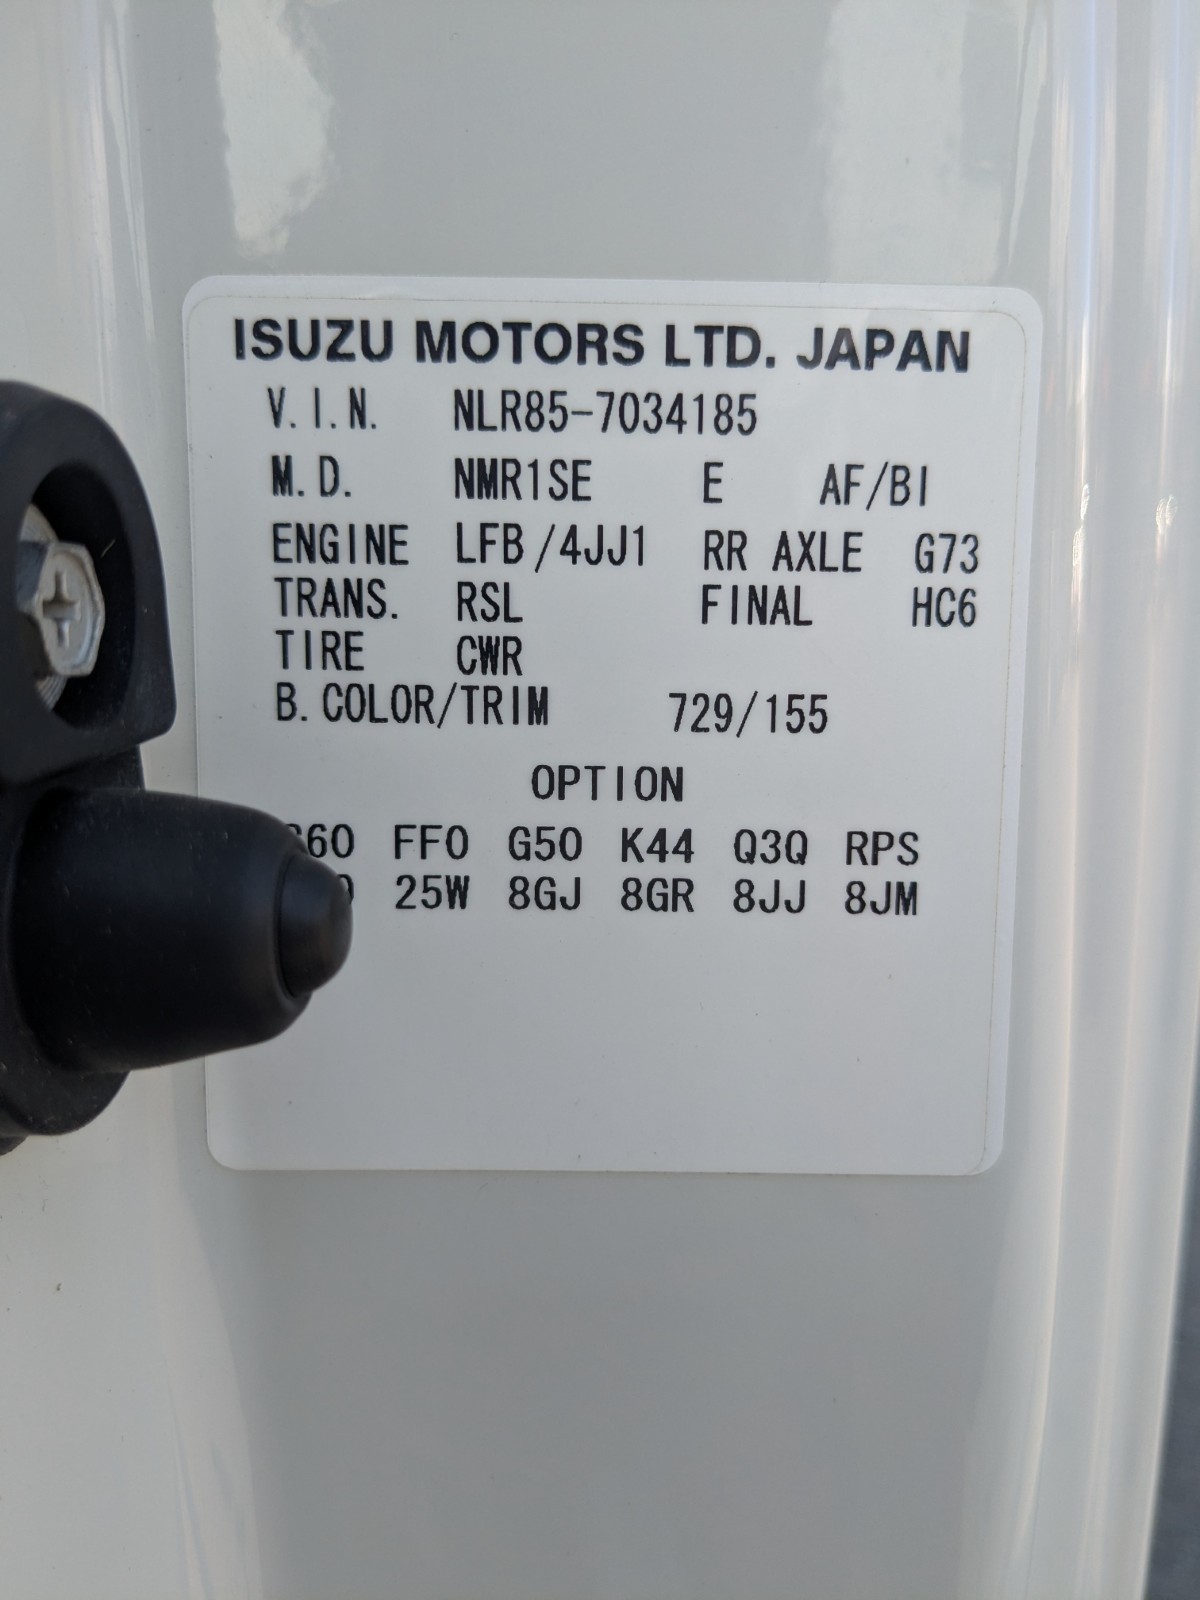 ISUZU MOTORS LTD. JAPAN
V.I.N. NLR85-7034185
M.D. NMR1SE E AF/BI
ENGINE LFB/4JJ1 RR AXLE G73
TRANS. RSL FINAL HC6
TIRE CWR
B.COLOR/TRIM 729/155
OPTION
FF0 G50 K44 Q3Q RPS
25W 8GJ 8GR 8JJ 8JM